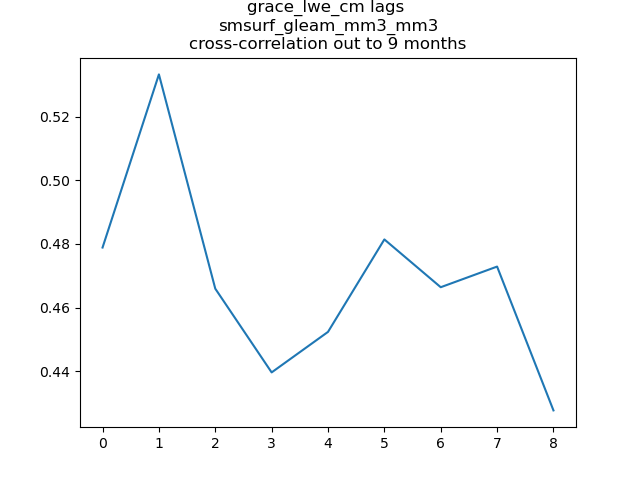 grace_lwe_cm lags
smsurf_gleam_mm3_mm3
cross-correlation out to 9 months
0.52
0.50
0.48
0.46
0.44
0 1 2 3 4 5 6 7 8